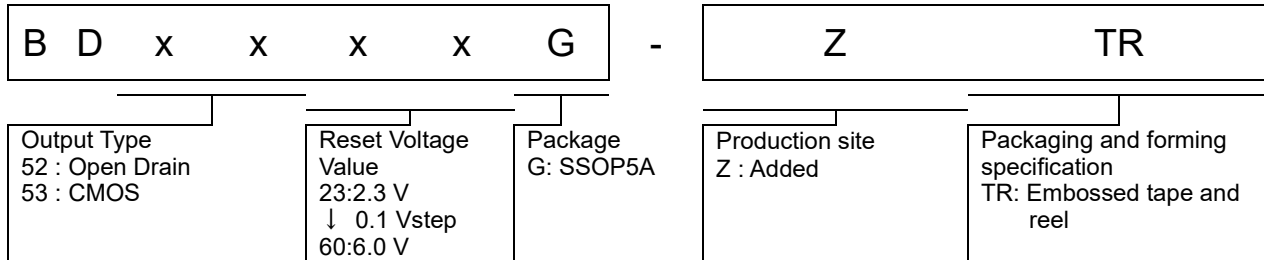 B D x x x x G - Z TR
Output Type
52 : Open Drain
53 : CMOS
Reset Voltage
Value
23:2.3 V
↓ 0.1 Vstep
60:6.0 V
Package
G: SSOP5A
Production site
Z : Added
Packaging and forming
specification
TR: Embossed tape and
reel